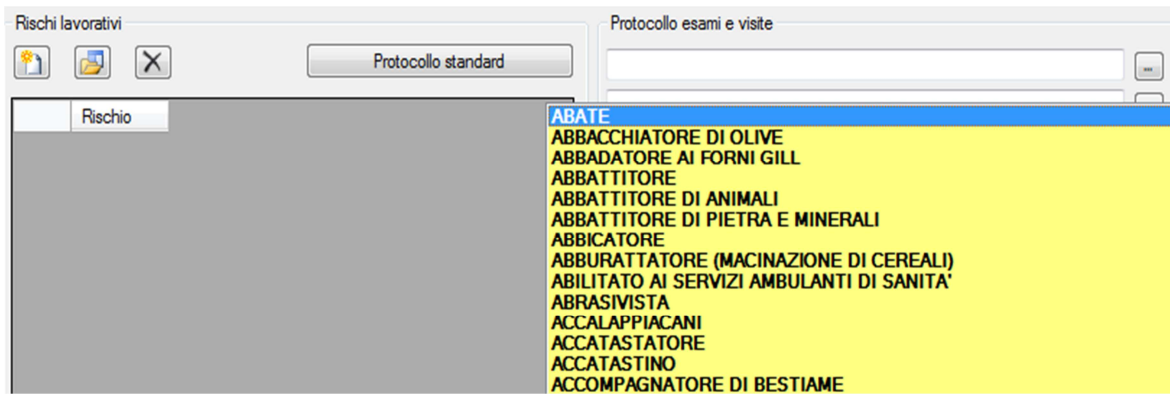 Rischi lavorativi
Protocollo esami e visite
Protocollo standard
...
Rischio
ABATE
ABBACCHIATORE DI OLIVE
ABBADATORE AI FORNI GILL
ABBATTITORE
ABBATTITORE DI ANIMALI
ABBATTITORE DI PIETRA E MINERALI
ABBICATORE
ABBURATTATORE (MACINAZIONE DI CEREALI)
ABILITATO AI SERVIZI AMBULANTI DI SANITA'
ABRASIVISTA
ACCALAPPIACANI
ACCATASTATORE
ACCATASTINO
ACCOMPAGNATORE DI BESTIAME